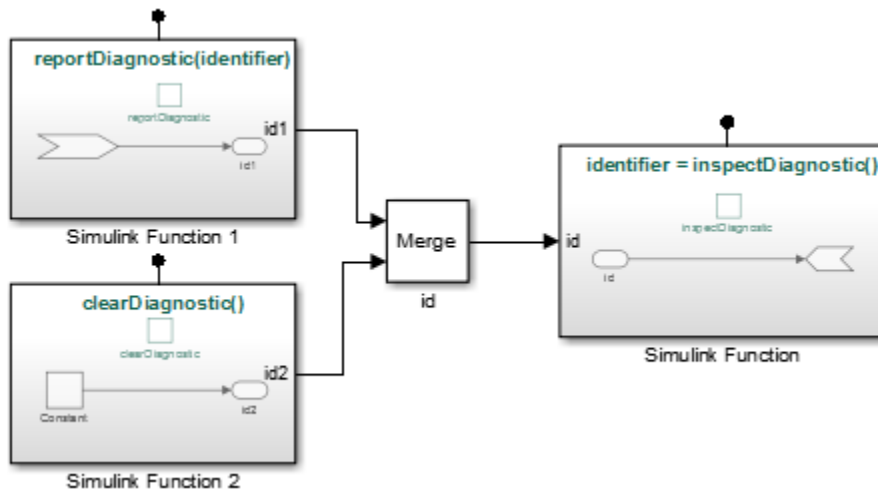 reportDiagnostic(identifier)
reportDiagnostic
id1
id1
Simulink Function 1
clearDiagnostic()
clearDiagnostic
id2
id2
Constant
Simulink Function 2
Merge
id
identifier = inspectDiagnostic()
inspectDiagnostic
id
id
Simulink Function